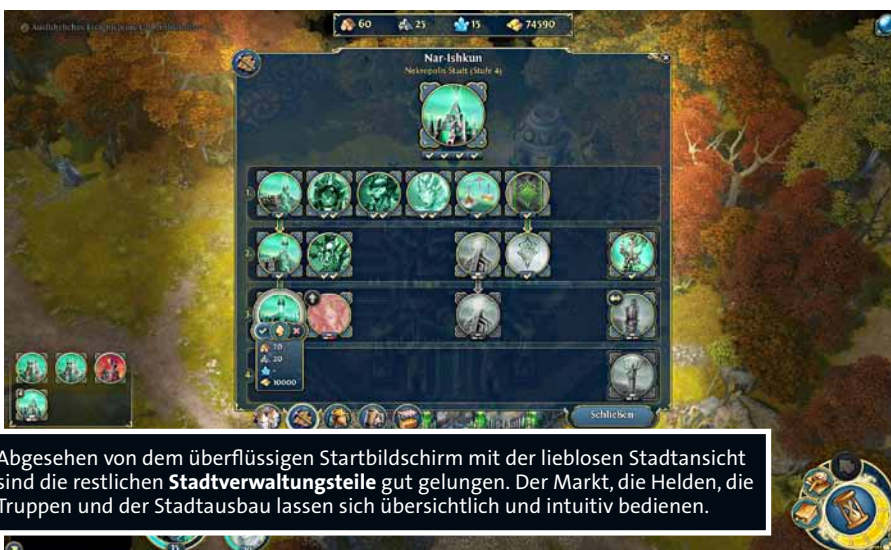 60 25 15 74590
Nar-Ishkun
Nekropolis Stadt (Stufe 4)
1.
2.
3.
70
20
-
4.
10000
Schließen
Abgesehen von dem überflüssigen Startbildschirm mit der lieblosen Stadtansicht
sind die restlichen Stadtverwaltungsteile gut gelungen. Der Markt, die Helden, die
Truppen und der Stadtausbau lassen sich übersichtlich und intuitiv bedienen.